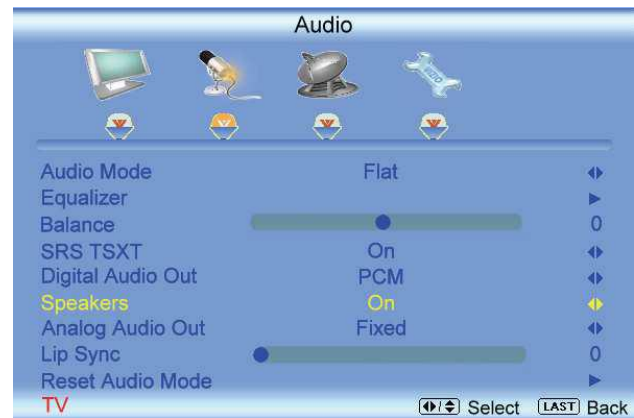 Audio
Audio Mode Flat
Equalizer
Balance 0
SRS TSXT On
Digital Audio Out PCM
Speakers On
Analog Audio Out Fixed
Lip Sync 0
Reset Audio Mode
TV Select LAST Back